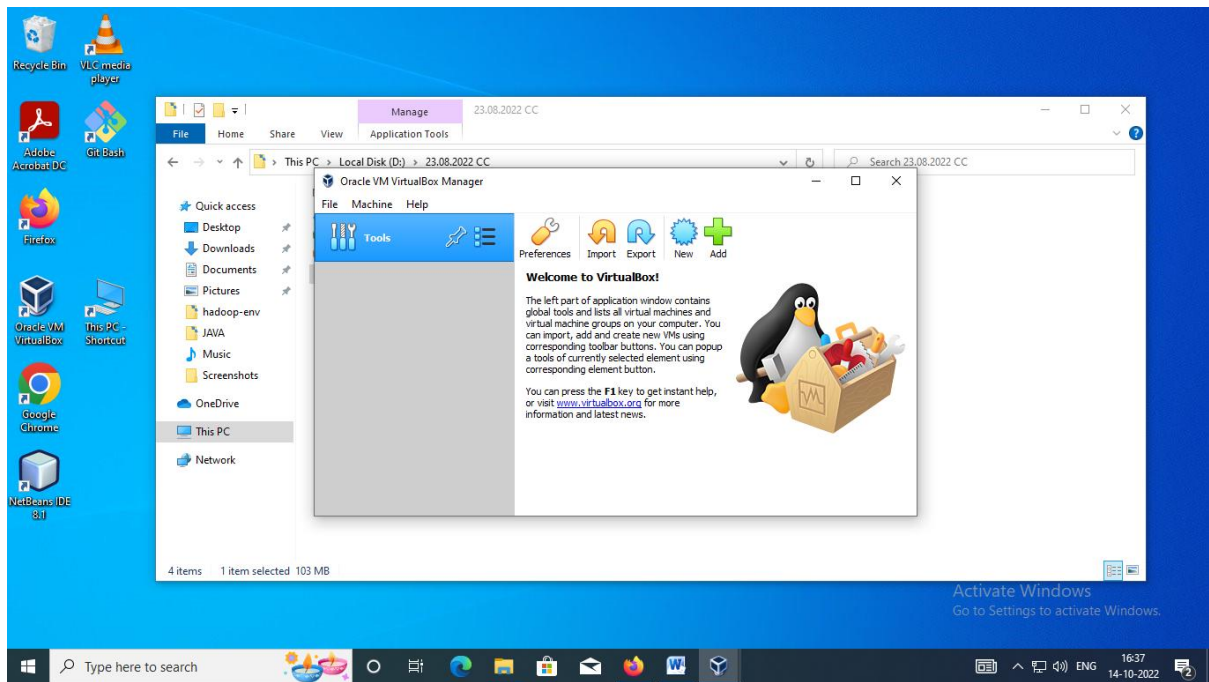 Recycle Bin
VLC media
player
Adobe
Acrobat DC
Git Bash
Firefox
Oracle VM
VirtualBox
This PC -
Shortcut
Google
Chrome
NetBeans IDE
8.1
Manage
23.08.2022 CC
File
Home
Share
View
Application Tools
This PC > Local Disk (D:) > 23.08.2022 CC
Search 23.08.2022 CC
Quick access
Desktop
Downloads
Documents
Pictures
hadoop-env
JAVA
Music
Screenshots
OneDrive
This PC
Network
4 items
1 item selected 103 MB
Oracle VM VirtualBox Manager
File
Machine
Help
Tools
Preferences
Import
Export
New
Add
Welcome to VirtualBox!
The left part of application window contains
global tools and lists all virtual machines and
virtual machine groups on your computer. You
can import, add and create new VMs using
corresponding toolbar buttons. You can popup
a tools of currently selected element using
corresponding element button.
You can press the F1 key to get instant help,
or visit www.virtualbox.org for more
information and latest news.
Activate Windows
Go to Settings to activate Windows.
Type here to search
ENG
16:37
14-10-2022
2